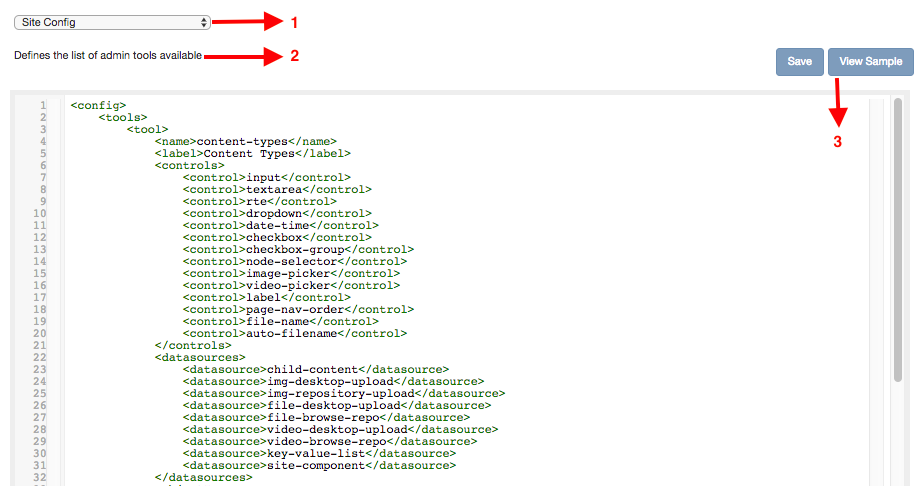 Site Config 1
Defines the list of admin tools available 2
Save View Sample
3
1 <config>
2 <tools>
3 <tool>
4 <name>content-types</name>
5 <label>Content Types</label>
6 <controls>
7 <control>input</control>
8 <control>textarea</control>
9 <control>rte</control>
10 <control>dropdown</control>
11 <control>date-time</control>
12 <control>checkbox</control>
13 <control>checkbox-group</control>
14 <control>node-selector</control>
15 <control>image-picker</control>
16 <control>video-picker</control>
17 <control>label</control>
18 <control>page-nav-order</control>
19 <control>file-name</control>
20 <control>auto-filename</control>
21 </controls>
22 <datasources>
23 <datasource>child-content</datasource>
24 <datasource>img-desktop-upload</datasource>
25 <datasource>img-repository-upload</datasource>
26 <datasource>file-desktop-upload</datasource>
27 <datasource>file-browse-repo</datasource>
28 <datasource>video-desktop-upload</datasource>
29 <datasource>video-browse-repo</datasource>
30 <datasource>key-value-list</datasource>
31 <datasource>site-component</datasource>
32 </datasources>